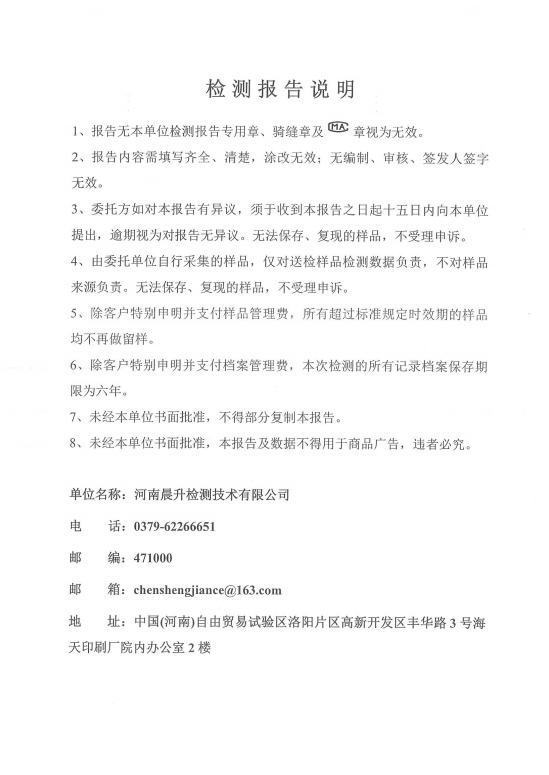 检测报告说明
1、报告无本单位检测报告专用章、骑缝章及 MA 章视为无效。
2、报告内容需填写齐全、清楚，涂改无效；无编制、审核、签发人签字
无效。
3、委托方如对本报告有异议，须于收到本报告之日起十五日内向本单位
提出，逾期视为对报告无异议。无法保存、复现的样品，不受理申诉。
4、由委托单位自行采集的样品，仅对送检样品检测数据负责，不对样品
来源负责。无法保存、复现的样品，不受理申诉。
5、除客户特别申明并支付样品管理费，所有超过标准规定时效期的样品
均不再做留样。
6、除客户特别申明并支付档案管理费，本次检测的所有记录档案保存期
限为六年。
7、未经本单位书面批准，不得部分复制本报告。
8、未经本单位书面批准，本报告及数据不得用于商品广告，违者必究。
单位名称：河南晨升检测技术有限公司
电 话：0379-62266651
邮 编：471000
邮 箱：chenshengjiance@163.com
地 址：中国(河南)自由贸易试验区洛阳片区高新开发区丰华路 3 号海
天印刷厂院内办公室 2 楼